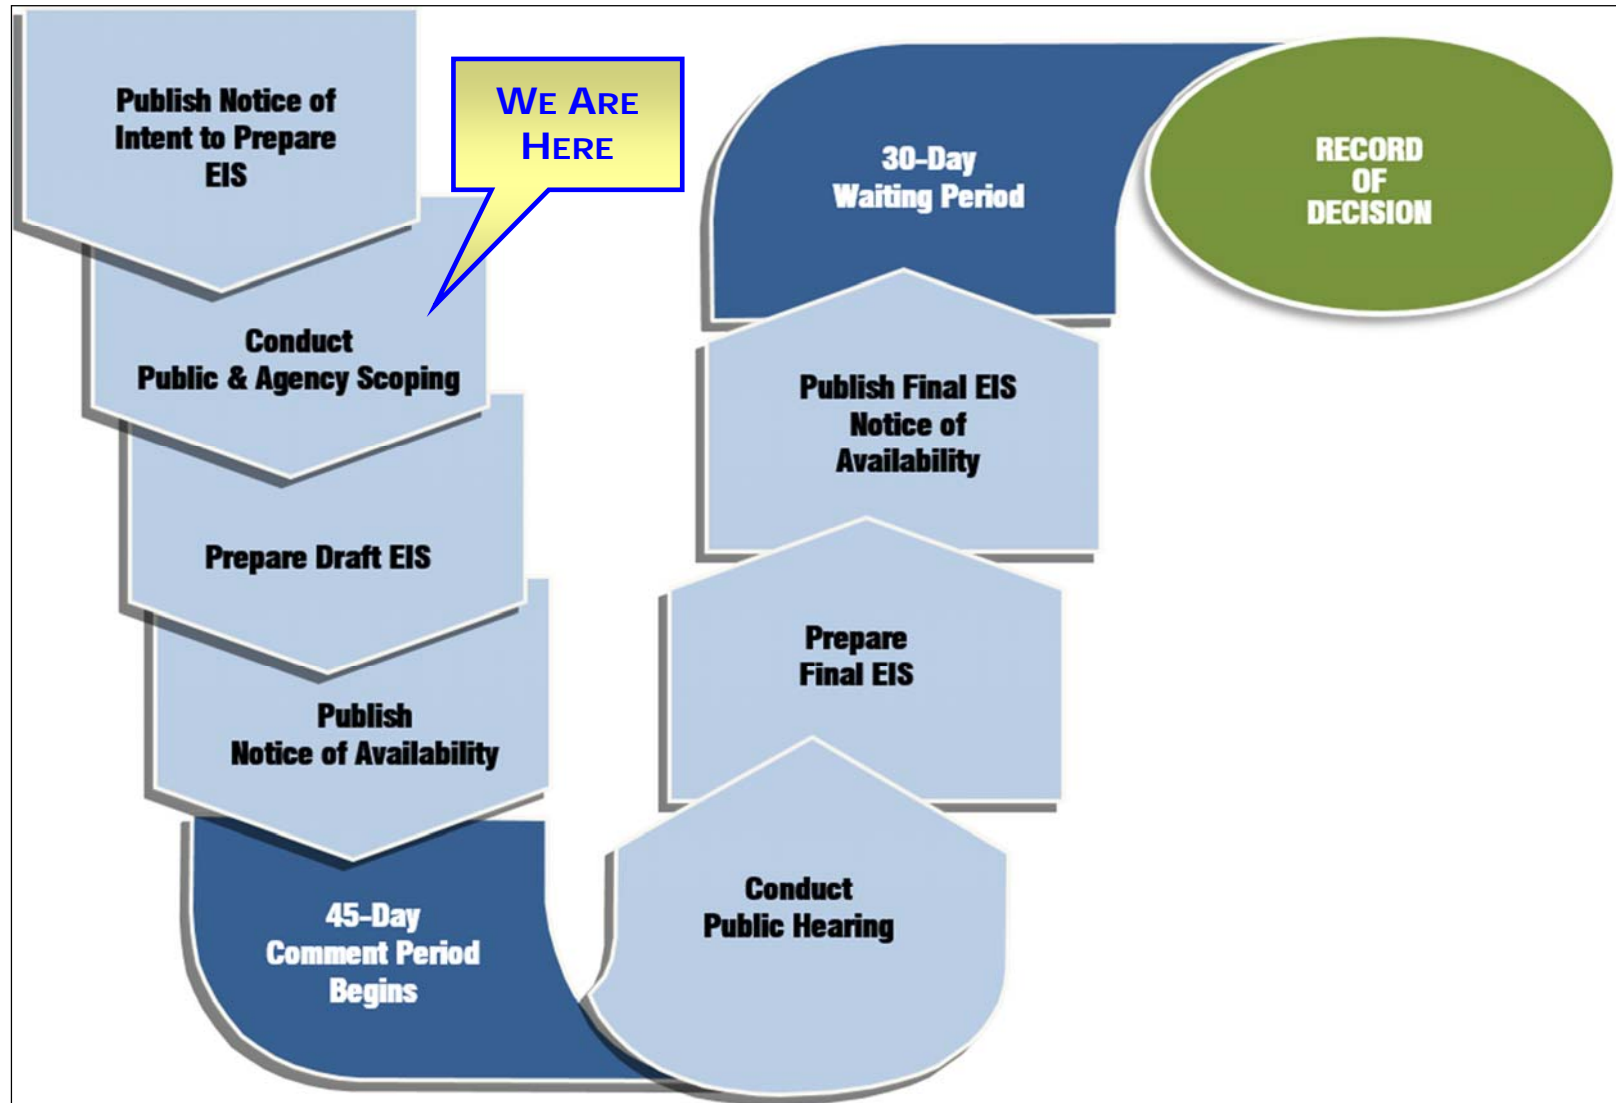 Publish Notice of
Intent to Prepare
EIS
WE ARE
HERE
Conduct
Public & Agency Scoping
Prepare Draft EIS
Publish
Notice of Availability
45-Day
Comment Period
Begins
Conduct
Public Hearing
Prepare
Final EIS
Publish Final EIS
Notice of
Availability
30-Day
Waiting Period
RECORD
OF
DECISION